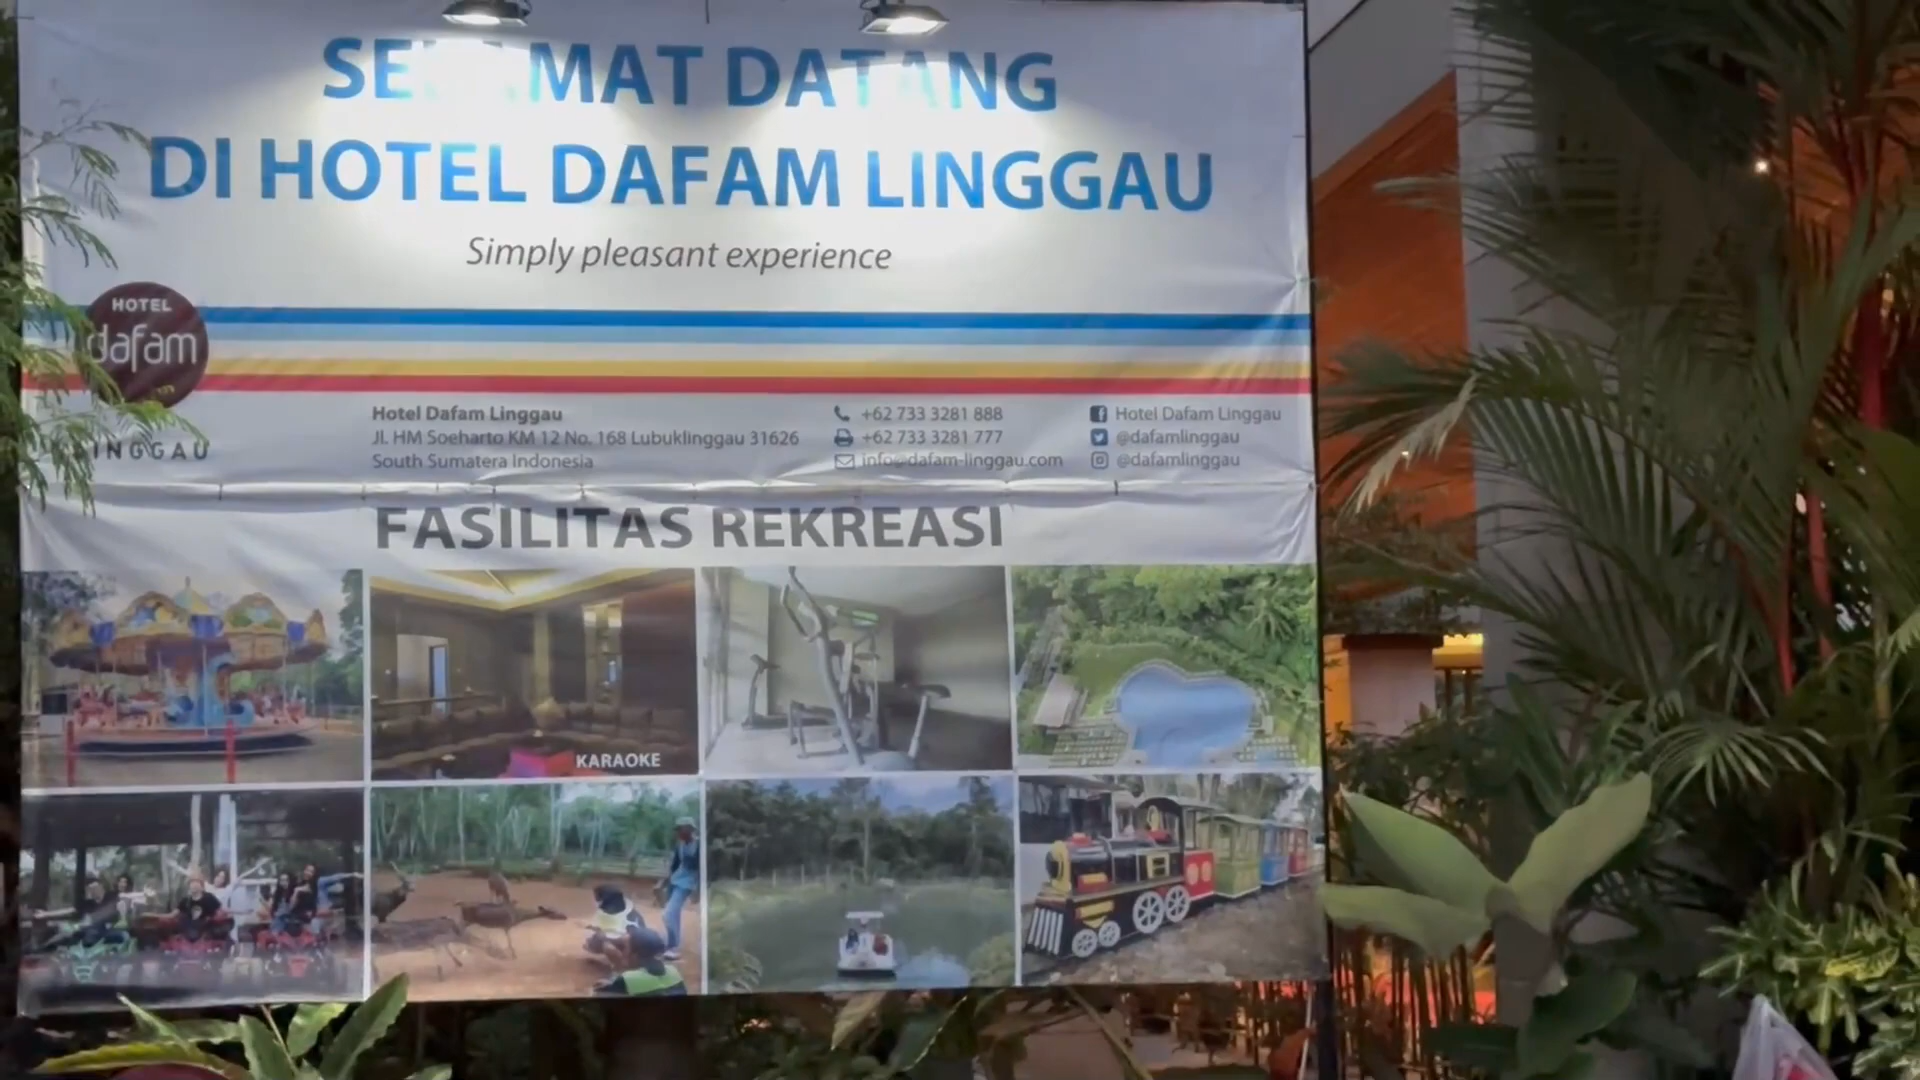 SELAMAT DATANG
DI HOTEL DAFAM LINGGAU
Simply pleasant experience
HOTEL
dafam
LINGGAU
Hotel Dafam Linggau
Jl. HM Soeharto KM 12 No. 168 Lubuklinggau 31626
South Sumatera Indonesia
+62 733 3281 888
+62 733 3281 777
info@dafam-linggau.com
Hotel Dafam Linggau
@dafamlinggau
@dafamlinggau
FASILITAS REKREASI
KARAOKE